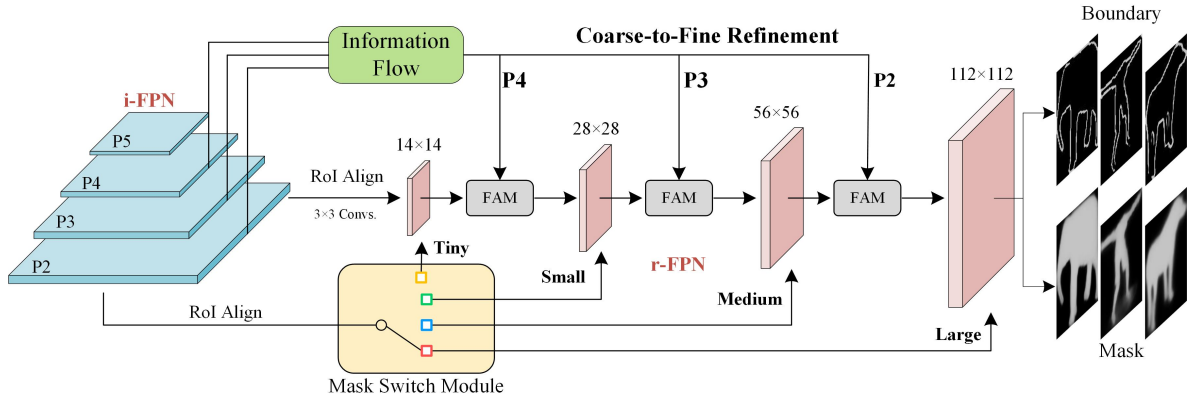 Boundary
Information
Flow
Coarse-to-Fine Refinement
P4
P3
P2
112×112
i-FPN
P5
P4
P3
P2
14×14
28×28
56×56
RoI Align
3×3 Convs.
FAM
FAM
FAM
Tiny
Small
r-FPN
Medium
Large
RoI Align
Mask Switch Module
Mask